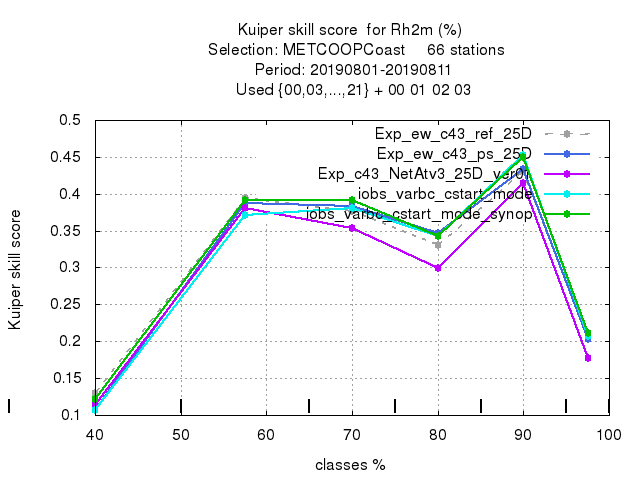 Kuiper skill score  for Rh2m (%)
Selection: METCOOPCoast     66 stations
Period: 20190801-20190811
Used {00,03,...,21} + 00 01 02 03
0.5
0.45
0.4
0.35
0.3
0.25
0.2
0.15
0.1
Kuiper skill score
Exp_ew_c43_ref_25D
Exp_ew_c43_ps_25D
Exp_c43_NetAtv3_25D_ver01
iobs_varbc_cstart_mode
iobs_varbc_cstart_mode_synop
40 50 60 70 80 90 100
classes %